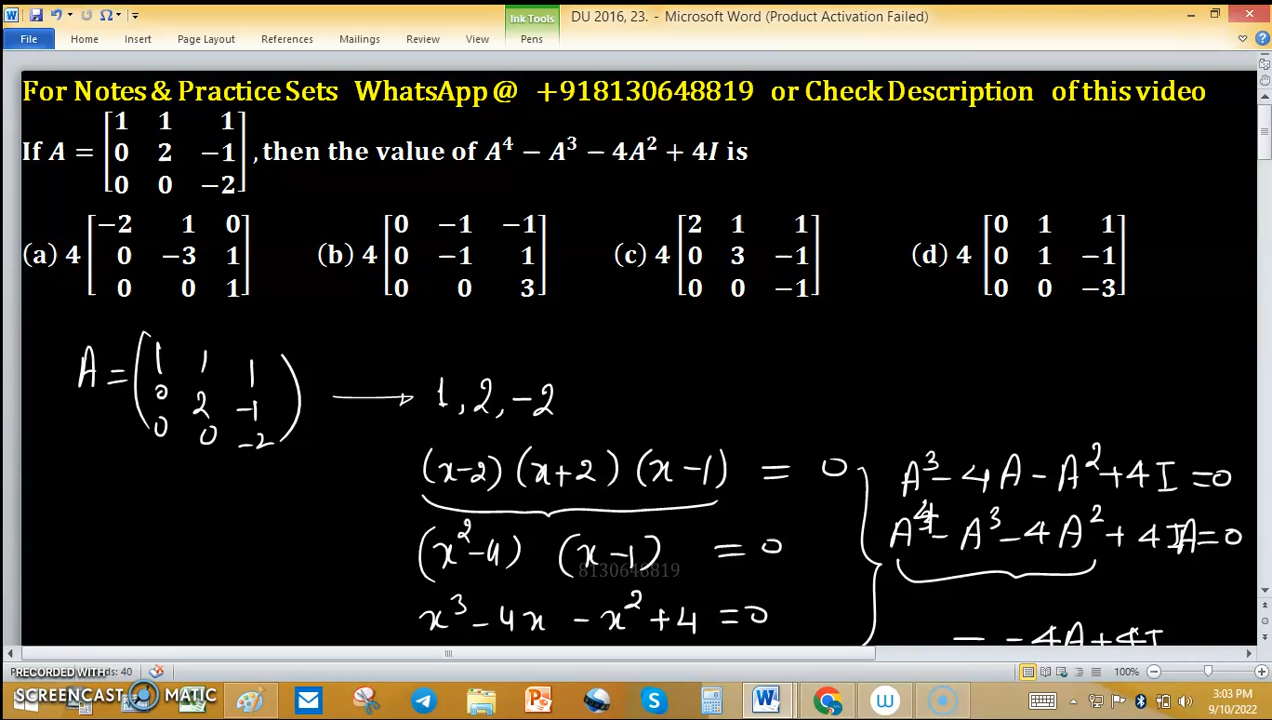 Ink Tools
DU 2016, 23. - Microsoft Word (Product Activation Failed)
File Home Insert Page Layout References Mailings Review View Pens
For Notes & Practice Sets WhatsApp @ +918130648819 or Check Description of this video
If A = [1 1 1
0 2 −1
0 0 −2], then the value of A⁴ − A³ − 4A² + 4I is
(a) 4 [−2 1 0
0 −3 1
0 0 1]
(b) 4 [0 −1 −1
0 −1 1
0 0 3]
(c) 4 [2 1 1
0 3 −1
0 0 −1]
(d) 4 [0 1 1
0 1 −1
0 0 −3]
A = (1 1 1
0 2 −1
0 0 −2) → 1, 2, −2
(x−2) (x+2) (x−1) = 0
(x²−4) (x−1) = 0
8130648819
x³ − 4x − x² + 4 = 0
A³ − 4A − A² + 4I = 0
A⁴ − A³ − 4A² + 4IA = 0
= −4A + 4I
40
100%
RECORDED WITH
SCREENCAST MATIC
3:03 PM
9/10/2022